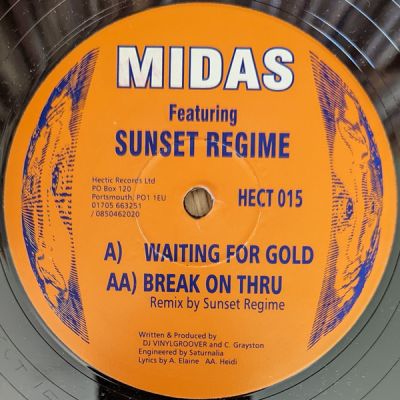 MIDAS
Featuring
SUNSET REGIME
Hectic Records Ltd
PO Box 120
Portsmouth, PO1 1EU
01705 663251
/ 0850462020
HECT 015
A) WAITING FOR GOLD
AA) BREAK ON THRU
Remix by Sunset Regime
Written & Produced by
DJ VINYLGROOVER and C. Grayston
Engineered by Saturnalia
Lyrics by A. Elaine AA. Heidi